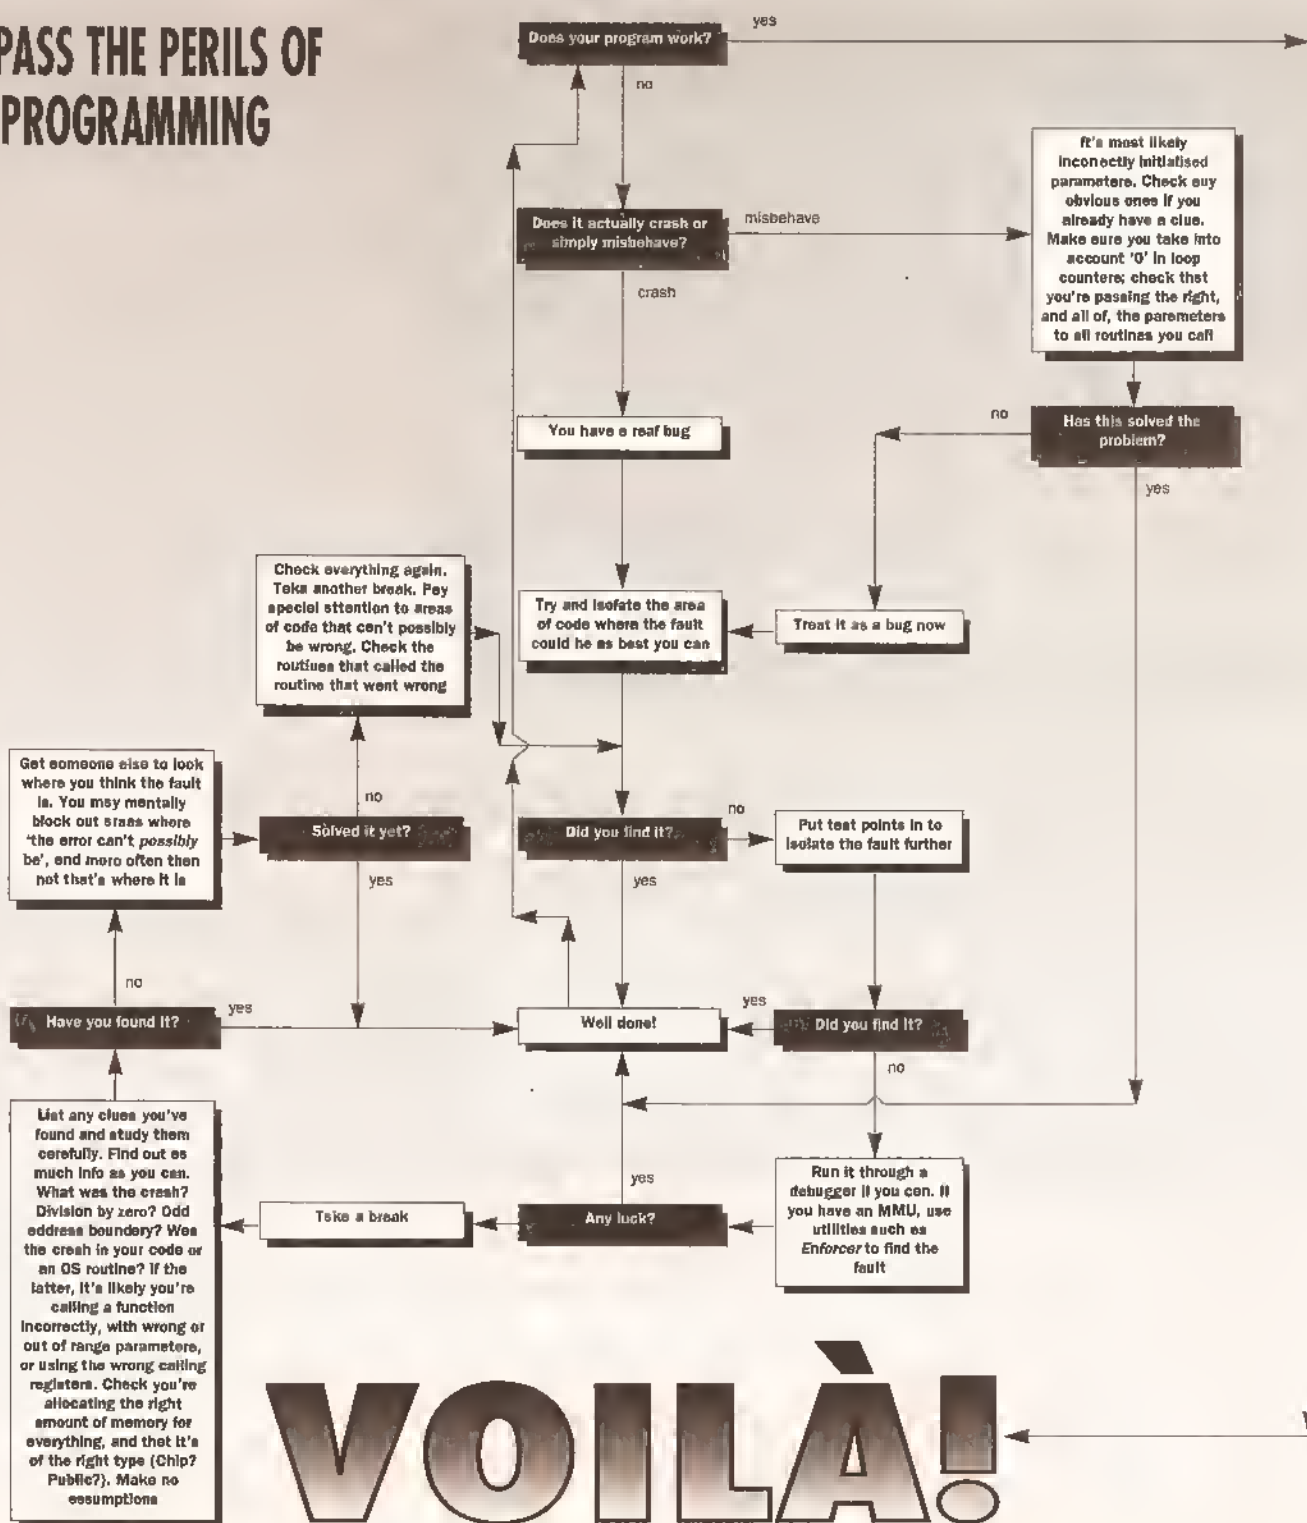 PASS THE PERILS OF
PROGRAMMING
Does your program work?
yes
no
Does it actually crash or
simply misbehave?
misbehave
crash
It's most likely
incorrectly initialised
parameters. Check any
obvious ones if you
already have a clue.
Make sure you take into
account '0' in loop
counters; check that
you're passing the right,
and all of, the parameters
to all routines you call
You have a real bug
Has this solved the
problem?
no
yes
Check everything again.
Take another break. Pay
special attention to areas
of code that can't possibly
be wrong. Check the
routines that called the
routine that went wrong
Try and isolate the area
of code where the fault
could be as best you can
Treat it as a bug now
Get someone else to look
where you think the fault
is. You may mentally
block out areas where
'the error can't possibly
be', and more often than
not that's where it is
no
Solved it yet?
yes
Did you find it?
no
yes
Put test points in to
isolate the fault further
no
Have you found it?
yes
Well done!
yes
Did you find it?
no
List any clues you've
found and study them
carefully. Find out as
much info as you can.
What was the crash?
Division by zero? Odd
address boundary? Was
the crash in your code or
an OS routine? If the
latter, it's likely you're
calling a function
incorrectly, with wrong or
out of range parameters,
or using the wrong calling
registers. Check you're
allocating the right
amount of memory for
everything, and that it's
of the right type (Chip?
Public?). Make no
assumptions
Take a break
yes
Any luck?
Run it through a
debugger if you can. If
you have an MMU, use
utilities such as
Enforcer to find the
fault
VOILÀ!